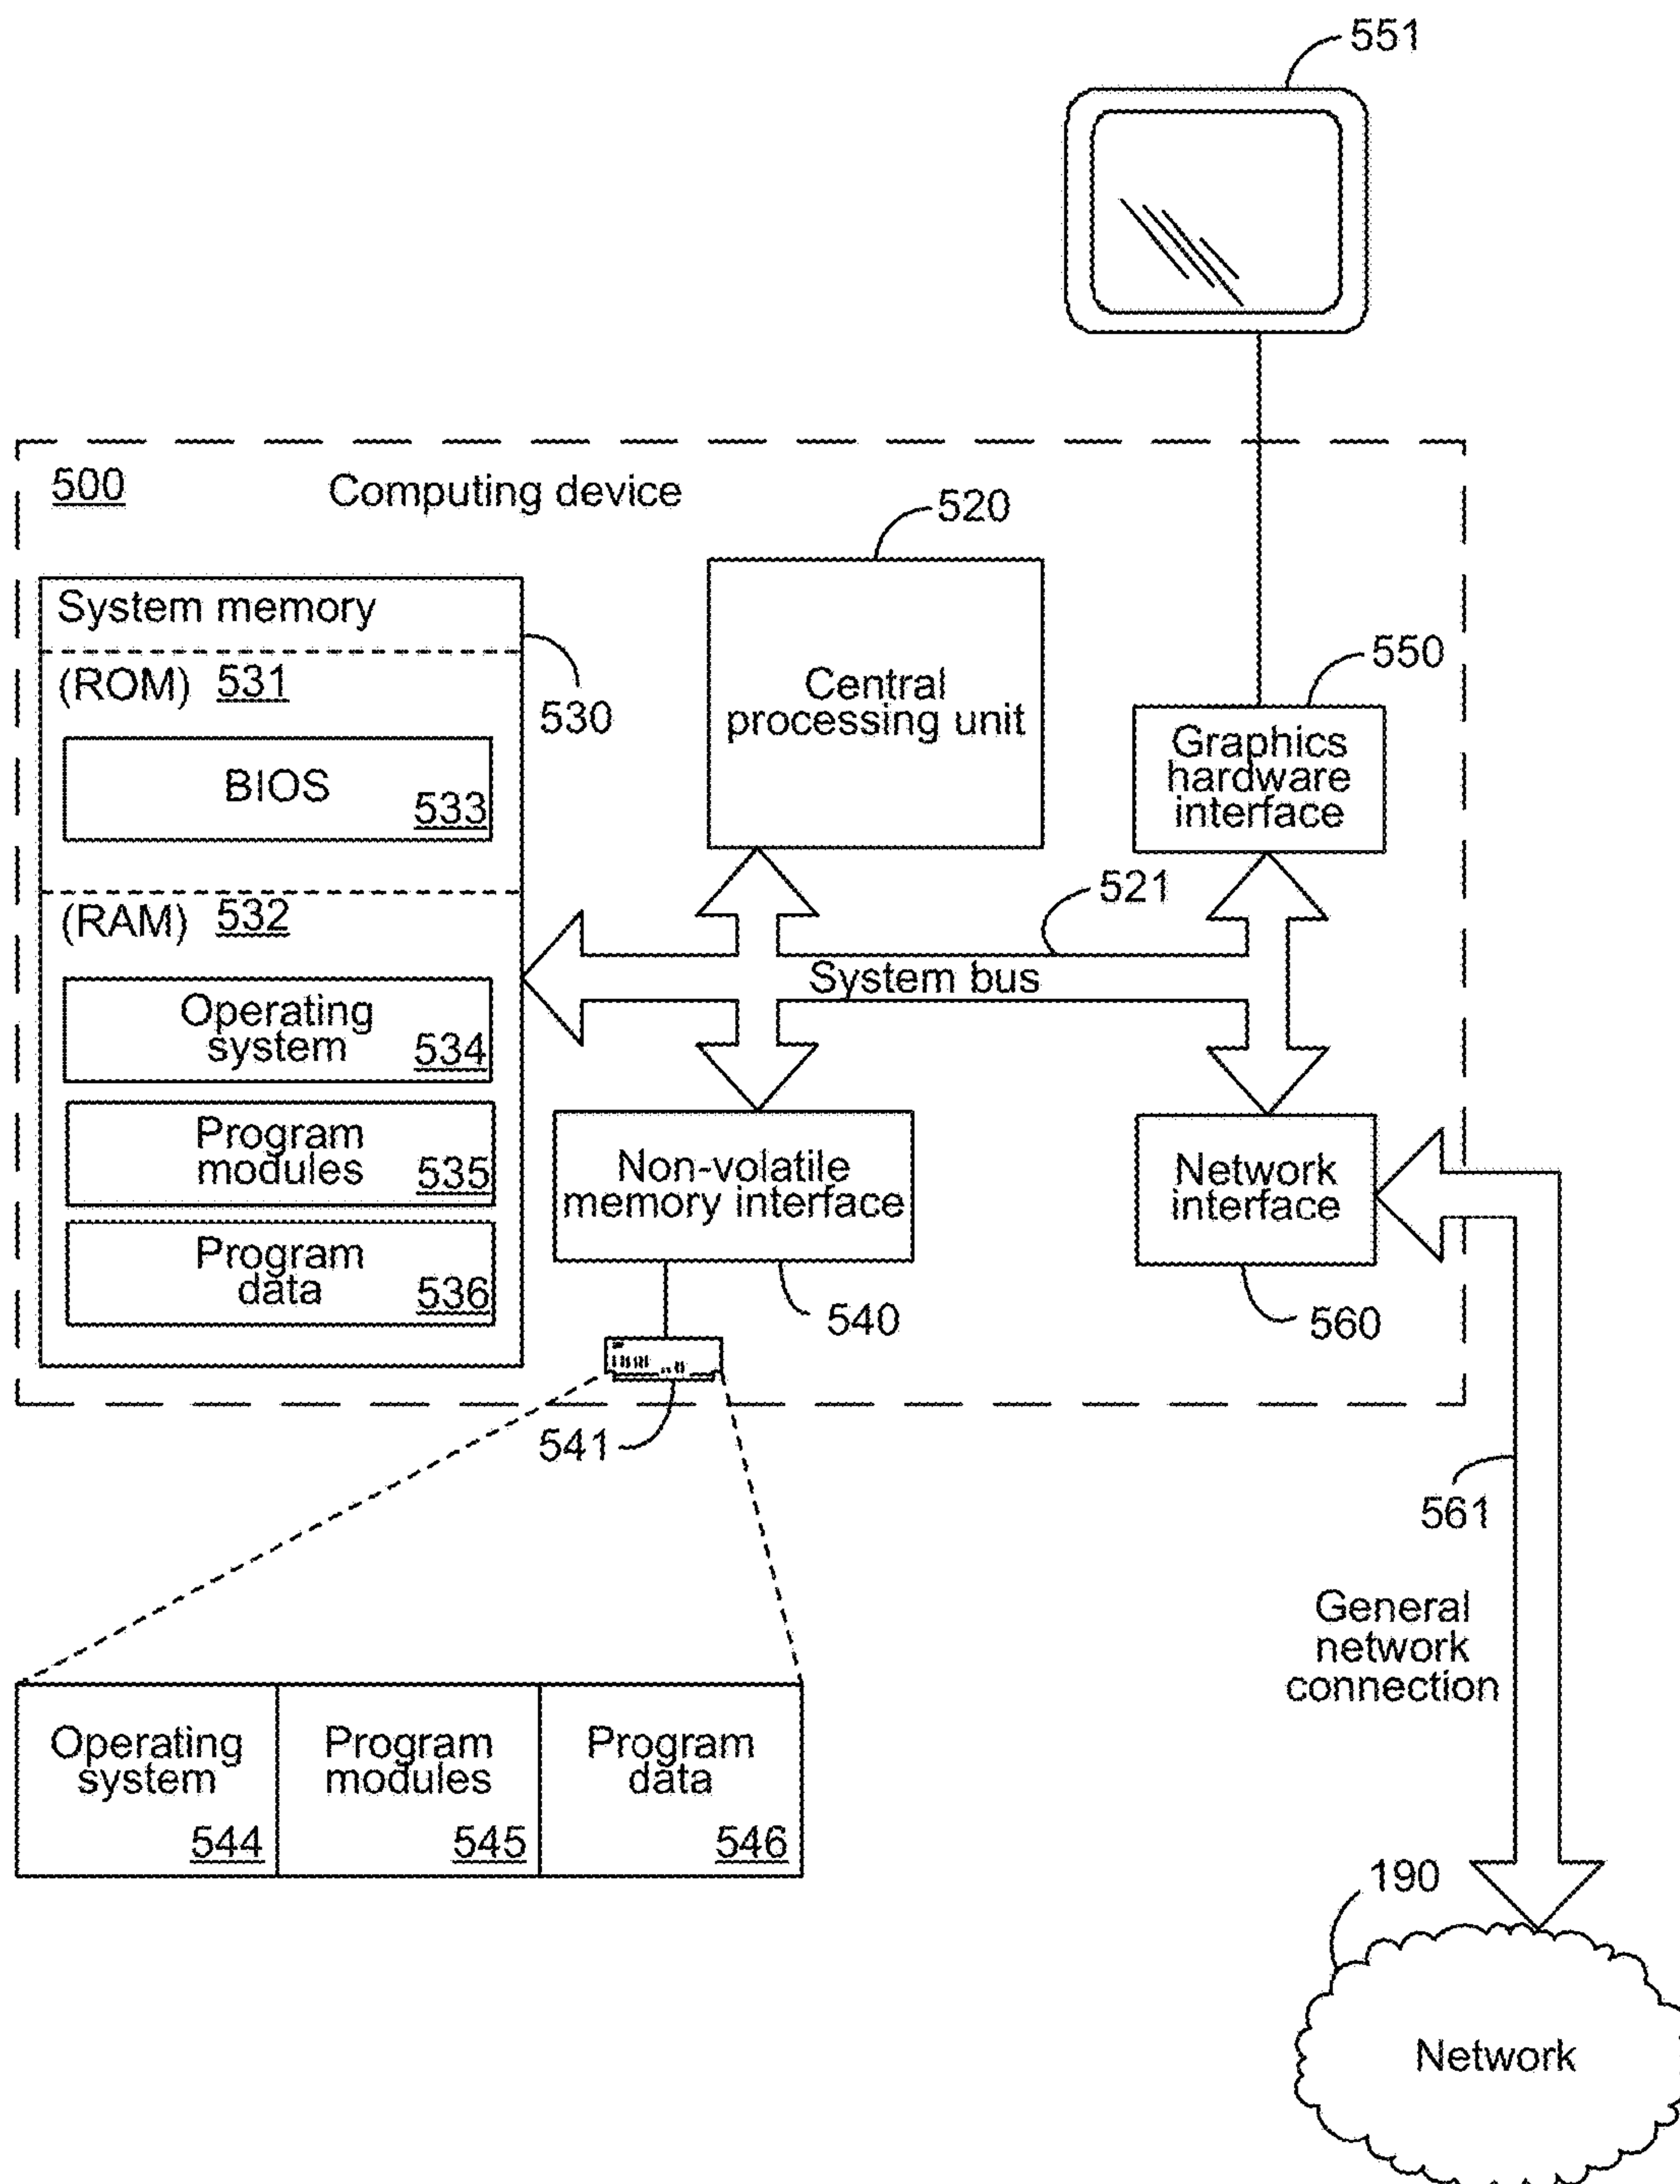 551
500
Computing device
520
System memory
(ROM) 531
530
BIOS
533
Central
processing unit
550
Graphics
hardware
interface
(RAM) 532
521
System bus
Operating
system
534
Program
modules
535
Program
data
536
Non-volatile
memory interface
540
Network
interface
560
541
561
General
network
connection
Operating
system
544
Program
modules
545
Program
data
546
190
Network